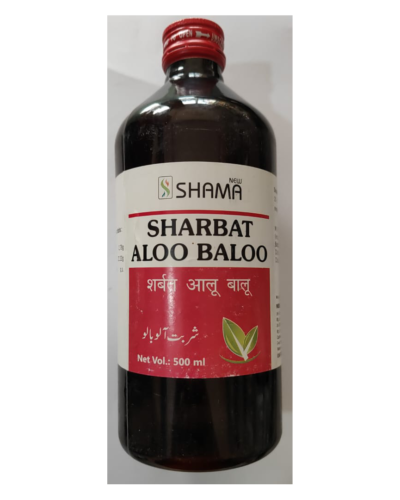 NEW
SHAMA
SHARBAT
ALOO BALOO
शर्बत आलू बालू
شربت آلو بالو
Net Vol.: 500 ml